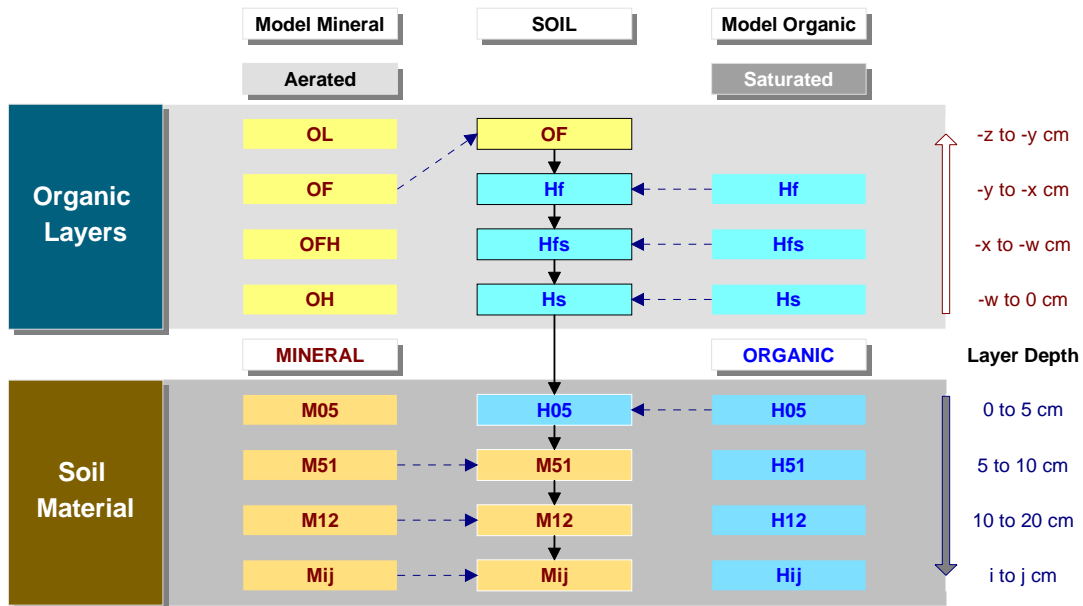 Model Mineral
SOIL
Model Organic
Aerated
Saturated
OL
OF
-z to -y cm
Organic
Layers
OF
Hf
Hf
-y to -x cm
OFH
Hfs
Hfs
-x to -w cm
OH
Hs
Hs
-w to 0 cm
MINERAL
ORGANIC
Layer Depth
Soil
Material
M05
H05
H05
0 to 5 cm
M51
M51
H51
5 to 10 cm
M12
M12
H12
10 to 20 cm
Mij
Mij
Hij
i to j cm